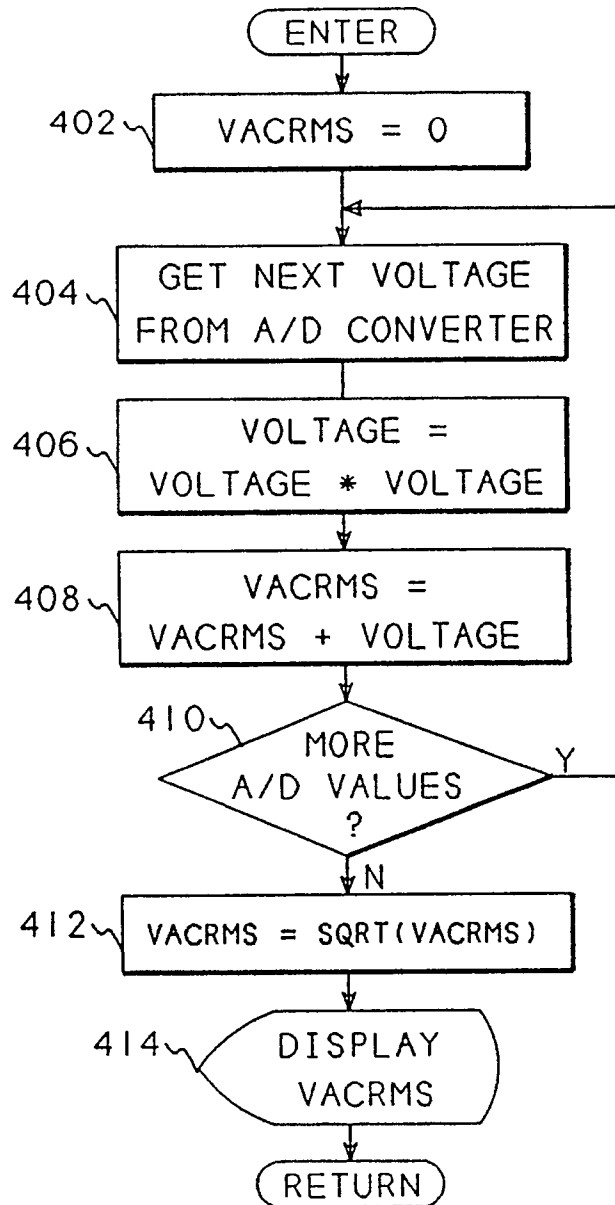 ENTER
402
VACRMS = 0
404
GET NEXT VOLTAGE
FROM A/D CONVERTER
406
VOLTAGE =
VOLTAGE * VOLTAGE
408
VACRMS =
VACRMS + VOLTAGE
410
MORE
A/D VALUES
?
Y
N
412
VACRMS = SQRT(VACRMS)
414
DISPLAY
VACRMS
RETURN